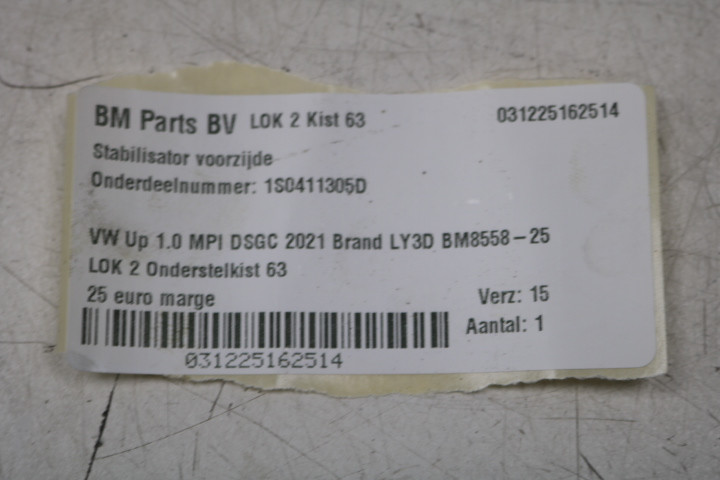 BM Parts BV LOK 2 Kist 63 031225162514
Stabilisator voorzijde
Onderdeelnummer: 1S0411305D
VW Up 1.0 MPI DSGC 2021 Brand LY3D BM8558-25
LOK 2 Onderstelkist 63
25 euro marge Verz: 15
Aantal: 1
031225162514